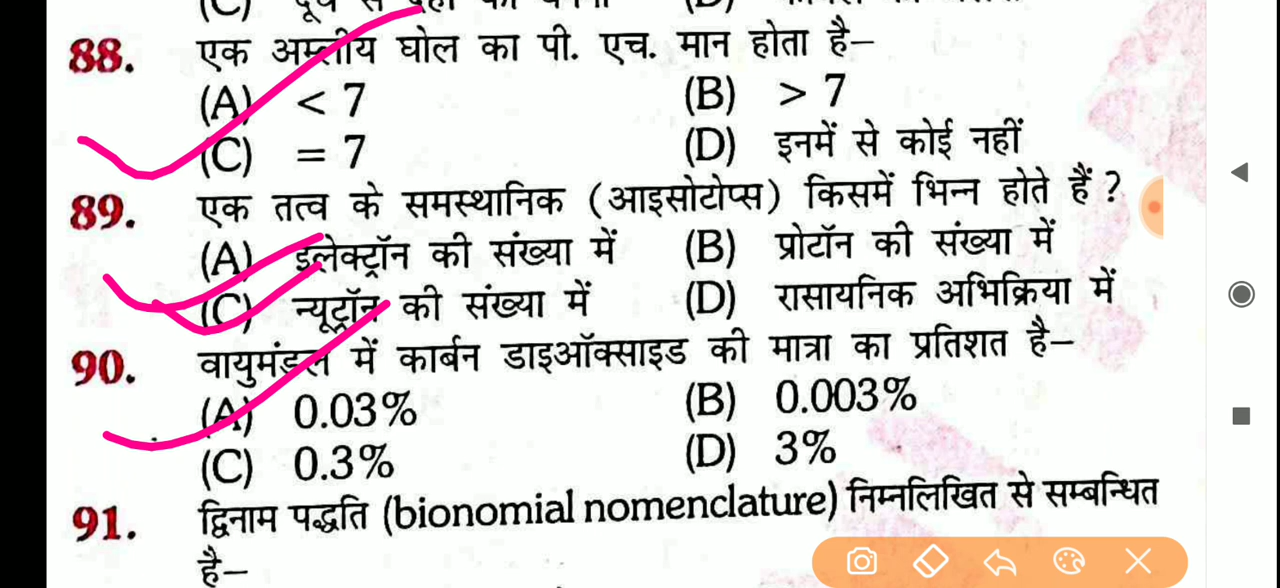 88. एक अम्लीय घोल का पी. एच. मान होता है–
(A) < 7 (B) > 7
(C) = 7 (D) इनमें से कोई नहीं
89. एक तत्व के समस्थानिक (आइसोटोप्स) किसमें भिन्न होते हैं ?
(A) इलेक्ट्रॉन की संख्या में (B) प्रोटॉन की संख्या में
(C) न्यूट्रॉन की संख्या में (D) रासायनिक अभिक्रिया में
90. वायुमंडल में कार्बन डाइऑक्साइड की मात्रा का प्रतिशत है–
(A) 0.03% (B) 0.003%
(C) 0.3% (D) 3%
91. द्विनाम पद्धति (bionomial nomenclature) निम्नलिखित से सम्बन्धित
है–